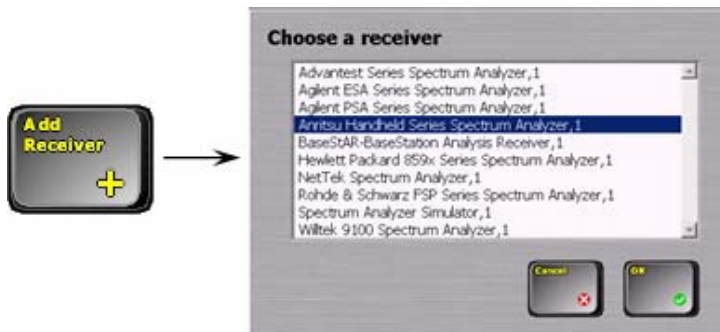 Add
Receiver
Choose a receiver
Advantest Series Spectrum Analyzer,1
Agilent ESA Series Spectrum Analyzer,1
Agilent PSA Series Spectrum Analyzer,1
Anritsu Handheld Series Spectrum Analyzer,1
BaseStAR-BaseStation Analysis Receiver,1
Hewlett Packard 859x Series Spectrum Analyzer,1
NetTek Spectrum Analyzer,1
Rohde & Schwarz FSP Series Spectrum Analyzer,1
Spectrum Analyzer Simulator,1
Willtek 9100 Spectrum Analyzer,1
Cancel
OK